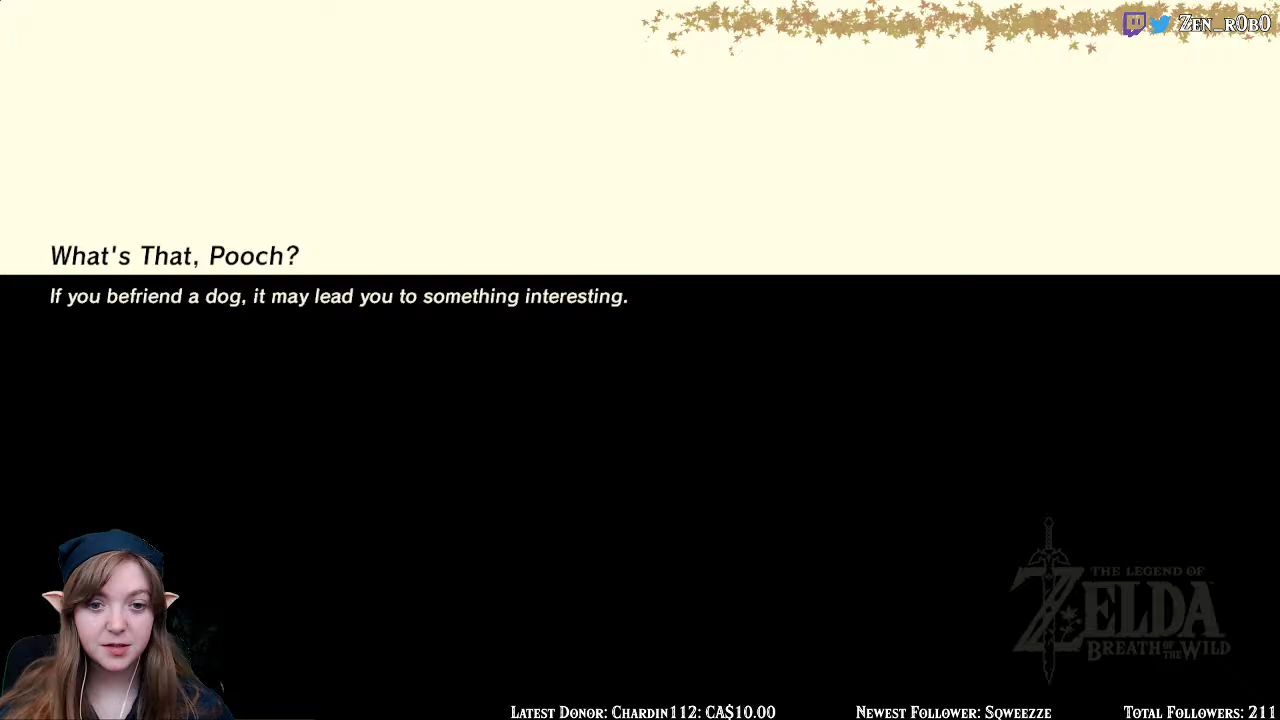 Zen_r0b0
What's That, Pooch?
If you befriend a dog, it may lead you to something interesting.
THE LEGEND OF
ZELDA
BREATH OF THE WILD
Latest Donor: Chardin112: CA$10.00
Newest Follower: Sqweezze
Total Followers: 211